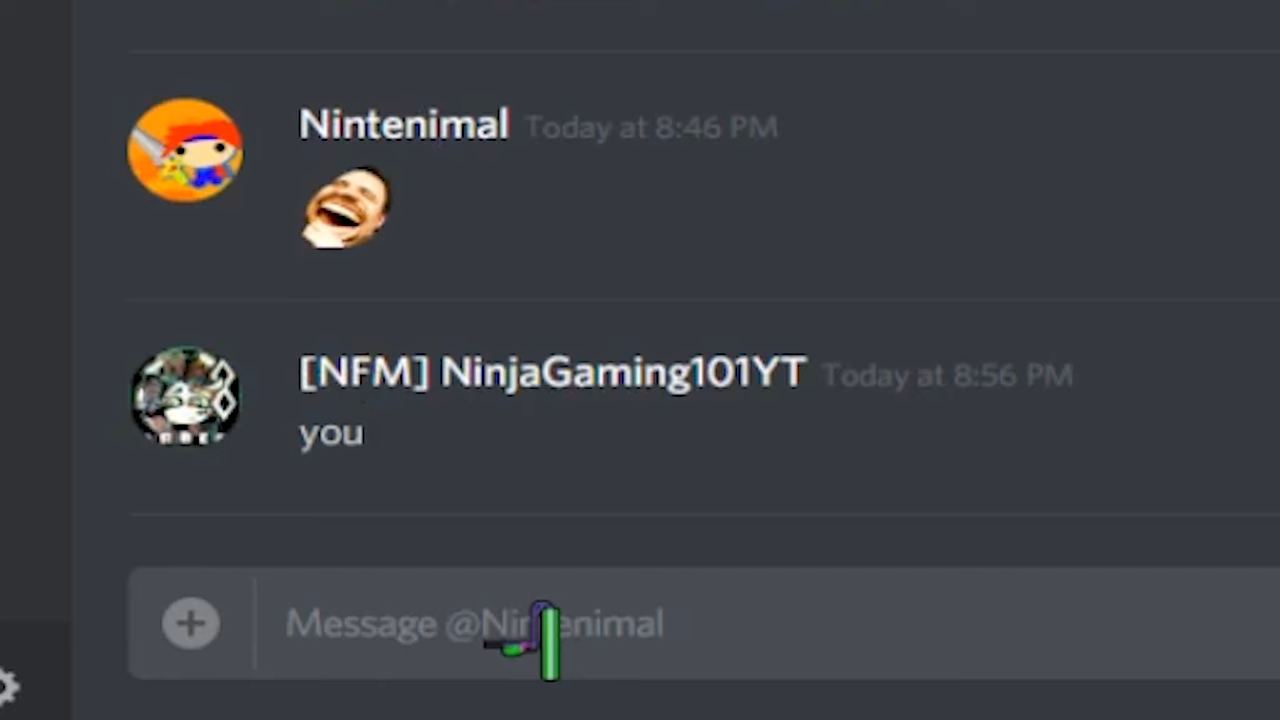 Nintenimal Today at 8:46 PM
[NFM] NinjaGaming101YT Today at 8:56 PM
you
Message @Nintenimal